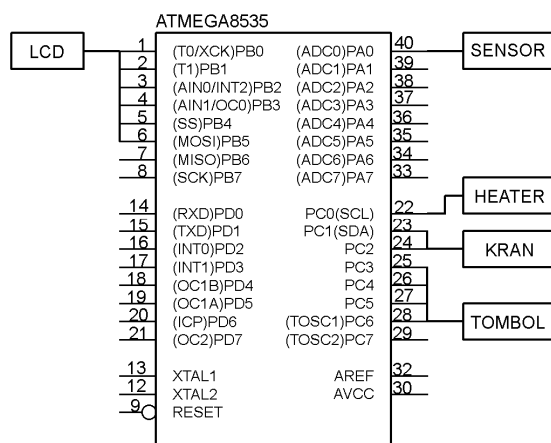 ATMEGA8535
LCD
1 (T0/XCK)PB0 (ADC0)PA0 40 SENSOR
2 (T1)PB1 (ADC1)PA1 39
3 (AIN0/INT2)PB2 (ADC2)PA2 38
4 (AIN1/OC0)PB3 (ADC3)PA3 37
5 (SS)PB4 (ADC4)PA4 36
6 (MOSI)PB5 (ADC5)PA5 35
7 (MISO)PB6 (ADC6)PA6 34
8 (SCK)PB7 (ADC7)PA7 33
HEATER
14 (RXD)PD0 PC0(SCL) 22
15 (TXD)PD1 PC1(SDA) 23
16 (INT0)PD2 PC2 24 KRAN
17 (INT1)PD3 PC3 25
18 (OC1B)PD4 PC4 26
19 (OC1A)PD5 PC5 27
20 (ICP)PD6 (TOSC1)PC6 28 TOMBOL
21 (OC2)PD7 (TOSC2)PC7 29
13 XTAL1 AREF 32
12 XTAL2 AVCC 30
9 RESET